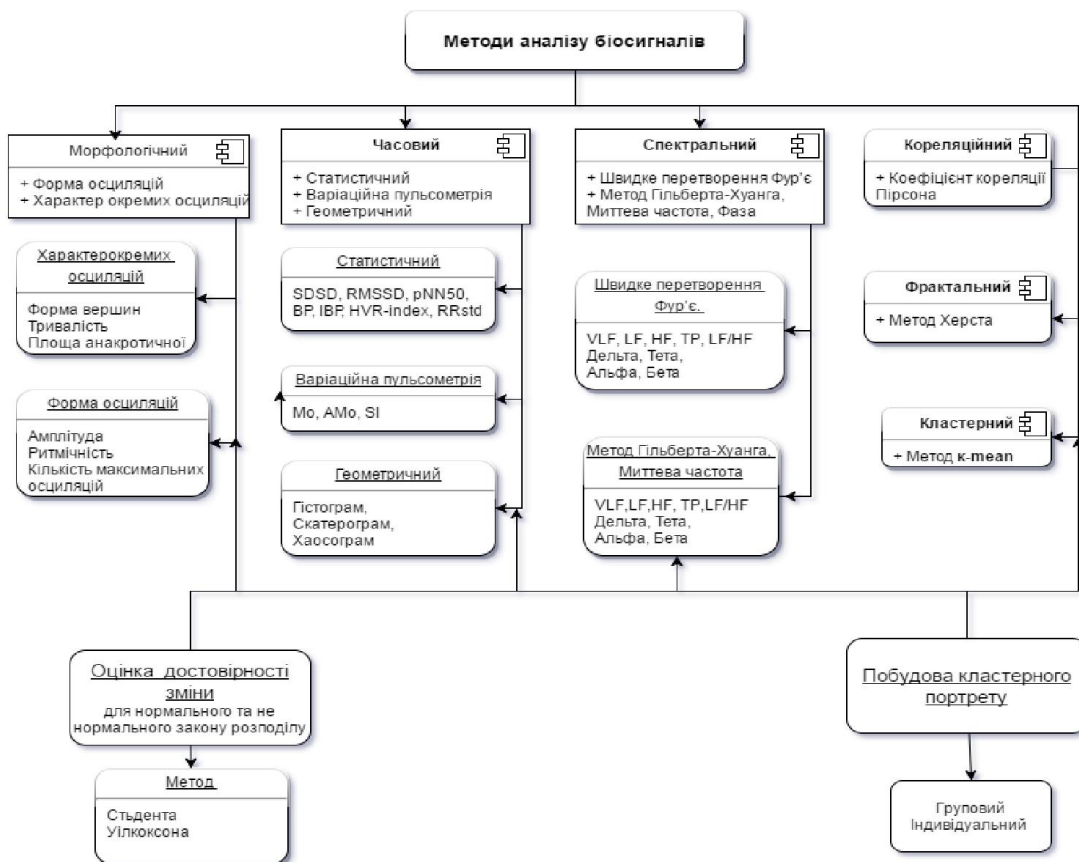 Методи аналізу біосигналів
Морфологічний
+ Форма осциляцій
+ Характер окремих осциляцій
Часовий
+ Статистичний
+ Варіаційна пульсометрія
+ Геометричний
Спектральний
+ Швидке перетворення Фур'є
+ Метод Гільберта-Хуанга,
Миттева частота, Фаза
Кореляційний
+ Коефіцієнт кореляції
Пірсона
Характерокремих
осциляцій
Форма вершин
Тривалість
Площа анакротичної
Статистичний
SDSD, RMSSD, pNN50,
BP, IBP, HVR-index, RRstd
Швидке перетворення
Фур'є.
VLF, LF, HF, TP, LF/HF
Дельта, Тета,
Альфа, Бета
Фрактальний
+ Метод Херста
Форма осциляцій
Амплітуда
Ритмічність
Кількість максимальних
осциляцій
Варіаційна пульсометрія
Mo, AMo, SI
Кластерний
+ Метод к-mean
Геометричний
Гістограм,
Скатерограм,
Хаосограм
Метод Гільберта-Хуанга,
Миттева частота
VLF,LF,HF, TP,LF/HF
Дельта, Тета,
Альфа, Бета
Оцінка достовірності
зміни
для нормального та не
нормального закону розподілу
Метод
Стьдента
Уілкоксона
Побудова кластерного
портрету
Груповий
Індивідуальний